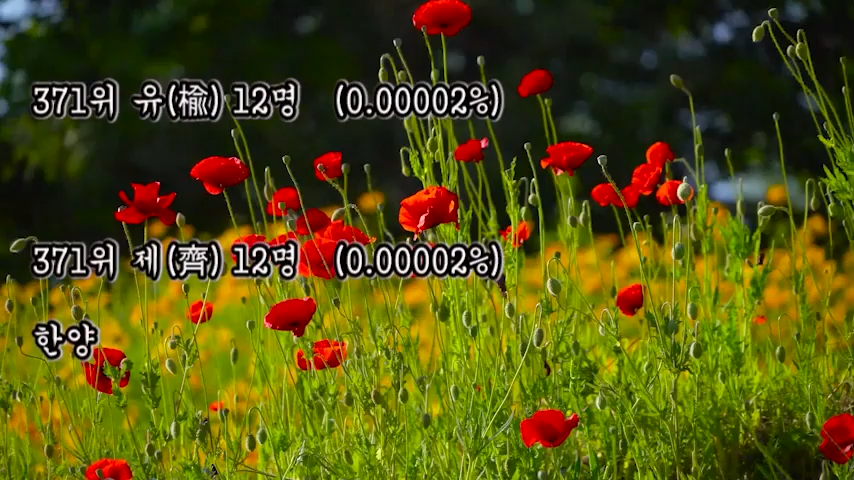 371위 유(楡) 12명 (0.00002%)
371위 제(齊) 12명 (0.00002%)
한양